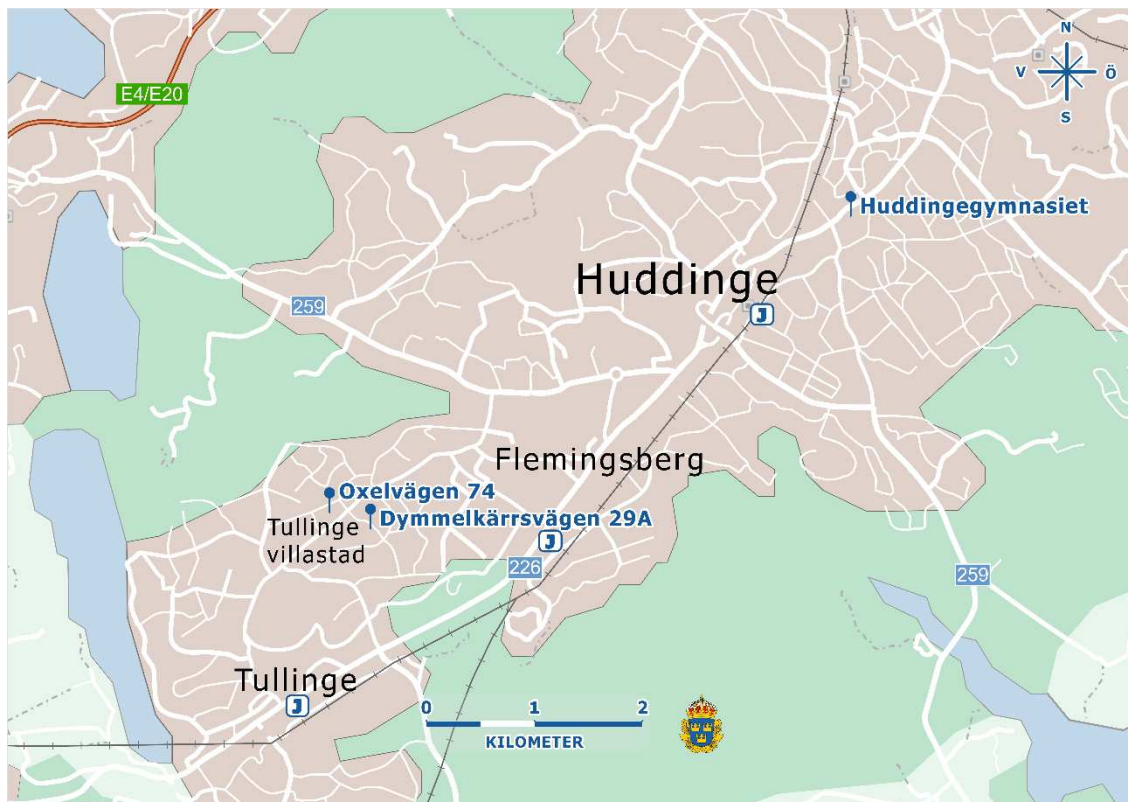 N
E4/E20
V Ö
S
Huddingegymnasiet
Huddinge
259
J
Flemingsberg
Oxelvägen 74
Dymmelkärrsvägen 29A
Tullinge
villastad
J
226
259
Tullinge
J
0 1 2
KILOMETER